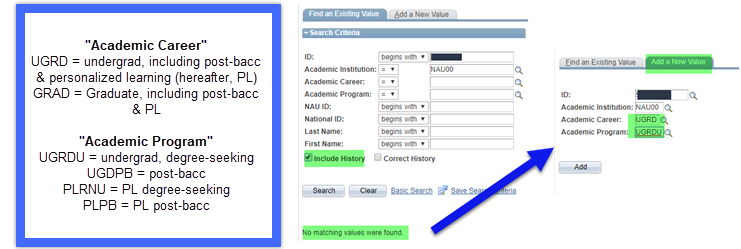 "Academic Career"
UGRD = undergrad, including post-bacc
& personalized learning (hereafter, PL)
GRAD = Graduate, including post-bacc
& PL
"Academic Program"
UGRDU = undergrad, degree-seeking
UGDPB = post-bacc
PLRNU = PL degree-seeking
PLPB = PL post-bacc
Find an Existing Value
Add a New Value
Search Criteria
ID: begins with
Academic Institution: = NAU00
Academic Career: =
Academic Program: =
NAU ID: begins with
National ID: begins with
Last Name: begins with
First Name: begins with
Include History Correct History
Search Clear Basic Search Save Search Criteria
No matching values were found.
Find an Existing Value Add a New Value
ID:
Academic Institution: NAU00
Academic Career: UGRD
Academic Program: UGRDU
Add